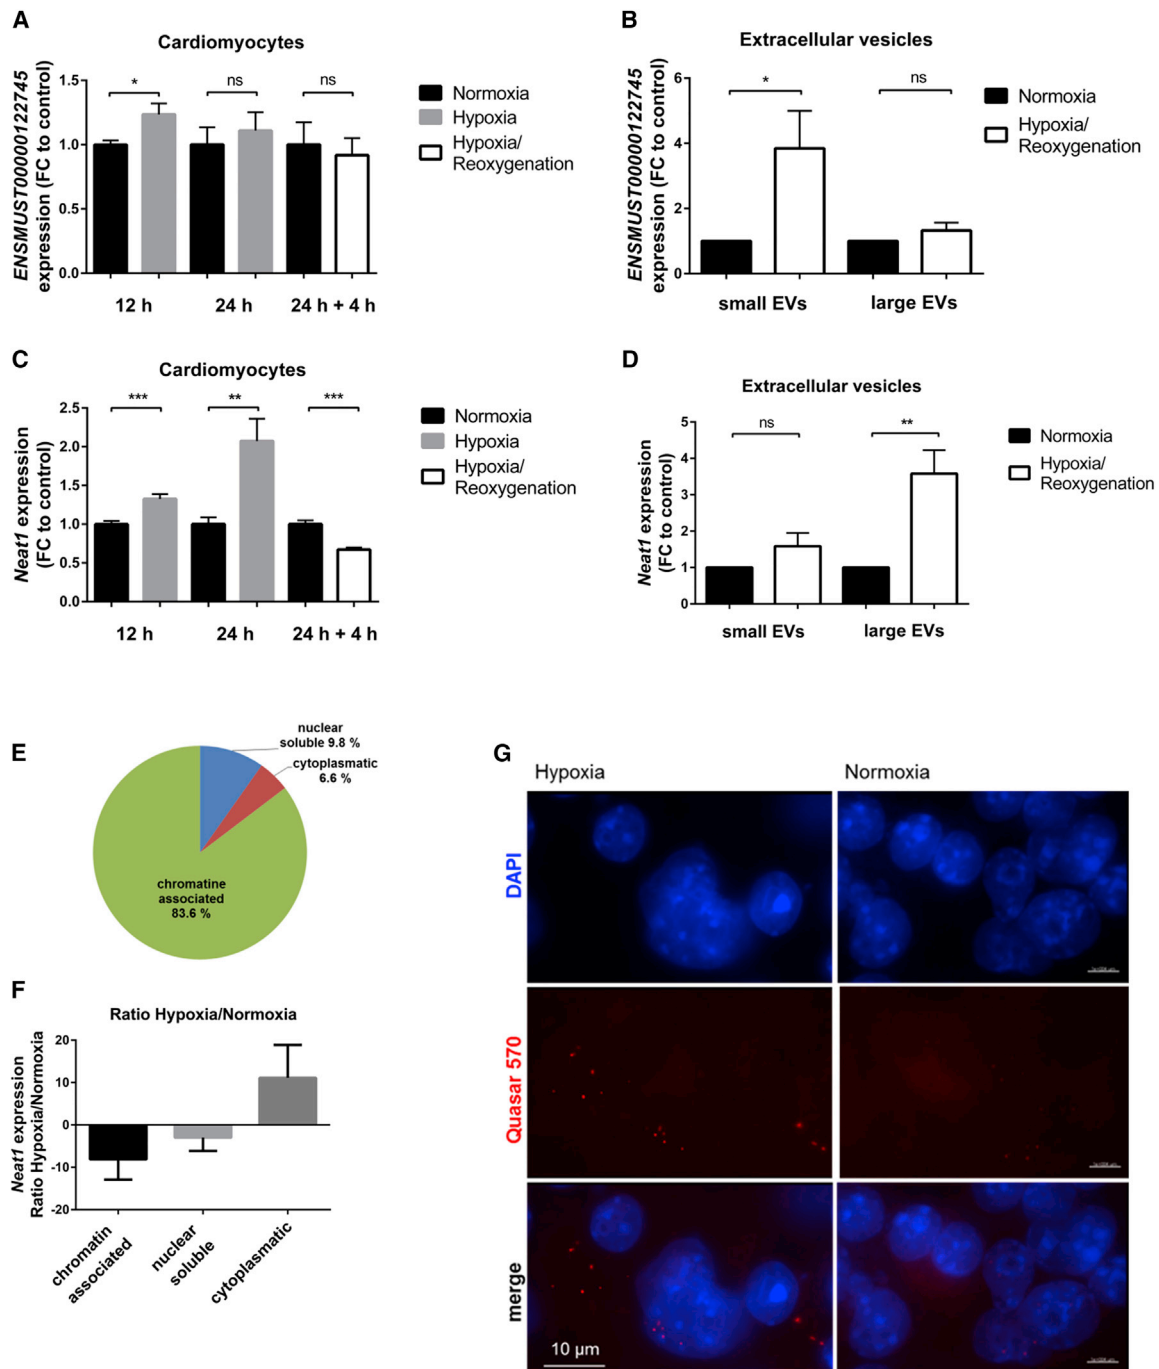 A
Cardiomyocytes
ENSMUST00000122745
expression (FC to control)
1.5
1.0
0.5
0.0
*
ns
ns
12 h
24 h
24 h + 4 h
Normoxia
Hypoxia
Hypoxia/
Reoxygenation
B
Extracellular vesicles
ENSMUST00000122745
expression (FC to control)
6
4
2
0
*
ns
small EVs
large EVs
Normoxia
Hypoxia/
Reoxygenation
C
Cardiomyocytes
Neat1 expression
(FC to control)
2.5
2.0
1.5
1.0
0.5
0.0
***
**
***
12 h
24 h
24 h + 4 h
Normoxia
Hypoxia
Hypoxia/
Reoxygenation
D
Extracellular vesicles
Neat1 expression
(FC to control)
5
4
3
2
1
0
ns
**
small EVs
large EVs
Normoxia
Hypoxia/
Reoxygenation
E
nuclear
soluble 9.8 %
cytoplasmatic
6.6 %
chromatine
associated
83.6 %
F
Ratio Hypoxia/Normoxia
Neat1 expression
Ratio Hypoxia/Normoxia
20
10
0
-10
-20
chromatin
associated
nuclear
soluble
cytoplasmatic
G
Hypoxia
Normoxia
DAPI
Quasar 570
merge
10 µm